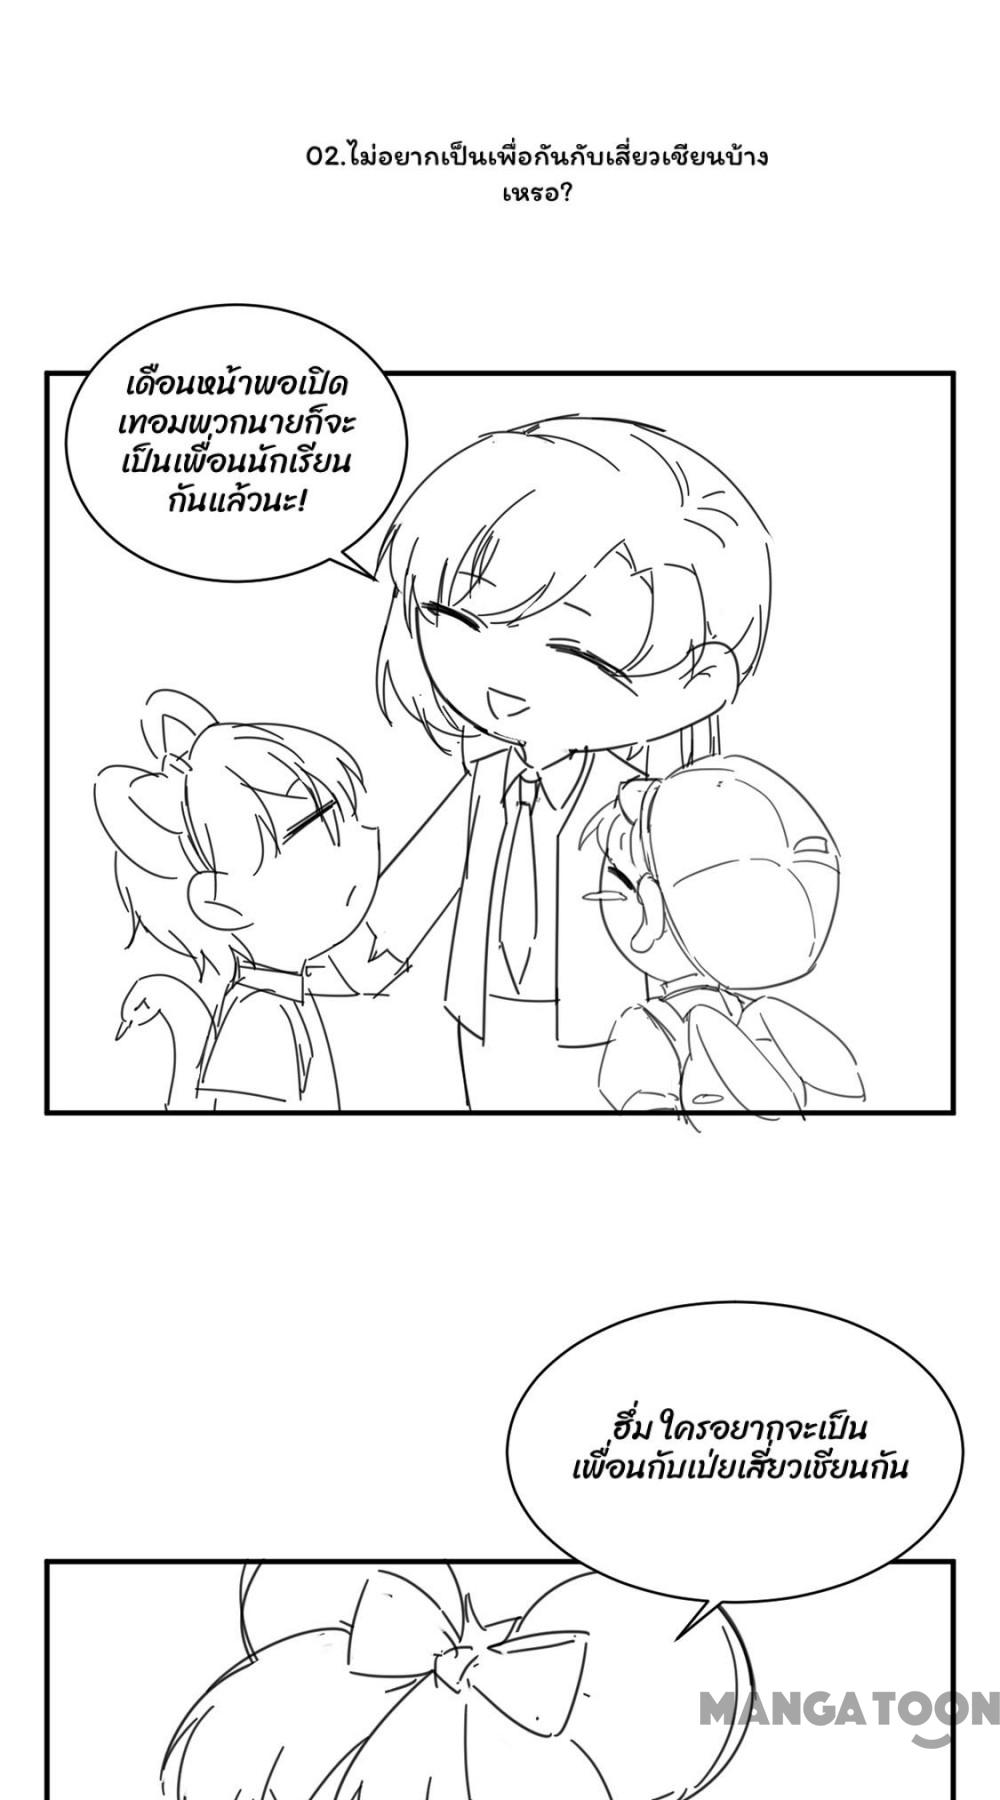 02.ไม่อยากเป็นเพื่อกันกับเสี่ยวเชียนบ้าง
เหรอ?
เดือนหน้าพอเปิด
เทอมพวกนายก็จะ
เป็นเพื่อนนักเรียน
กันแล้วนะ!
ฮึ่ม ใครอยากจะเป็น
เพื่อนกับเป่ยเสี่ยวเชียนกัน
MANGATOON